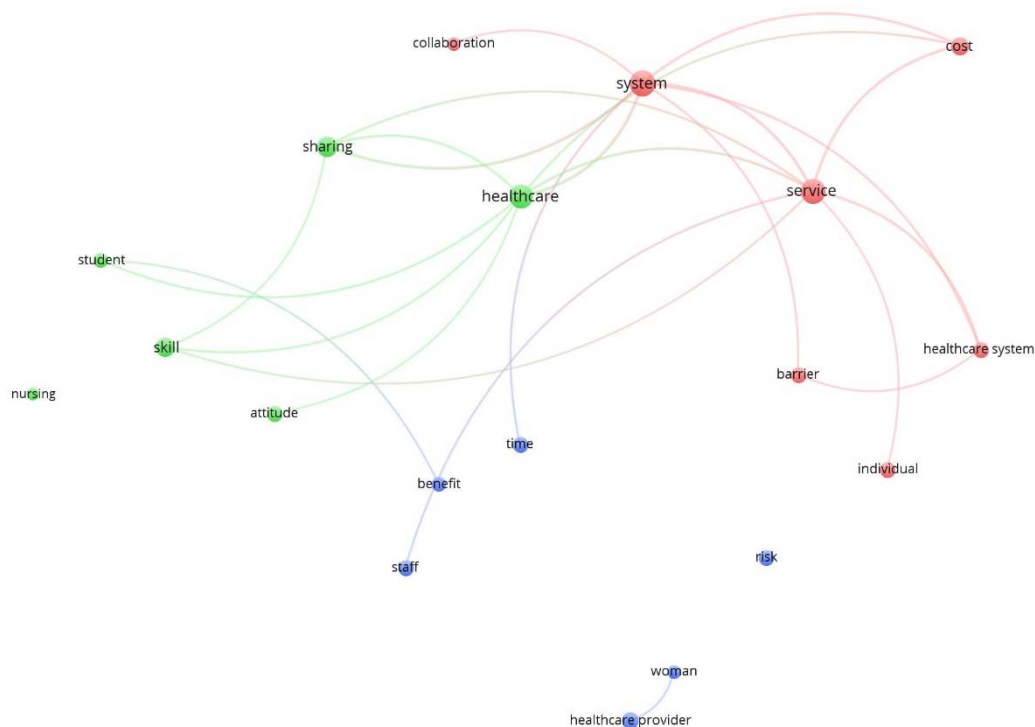 collaboration
cost
system
sharing
healthcare
service
student
skill
healthcare system
barrier
nursing
attitude
time
individual
benefit
risk
staff
woman
healthcare provider